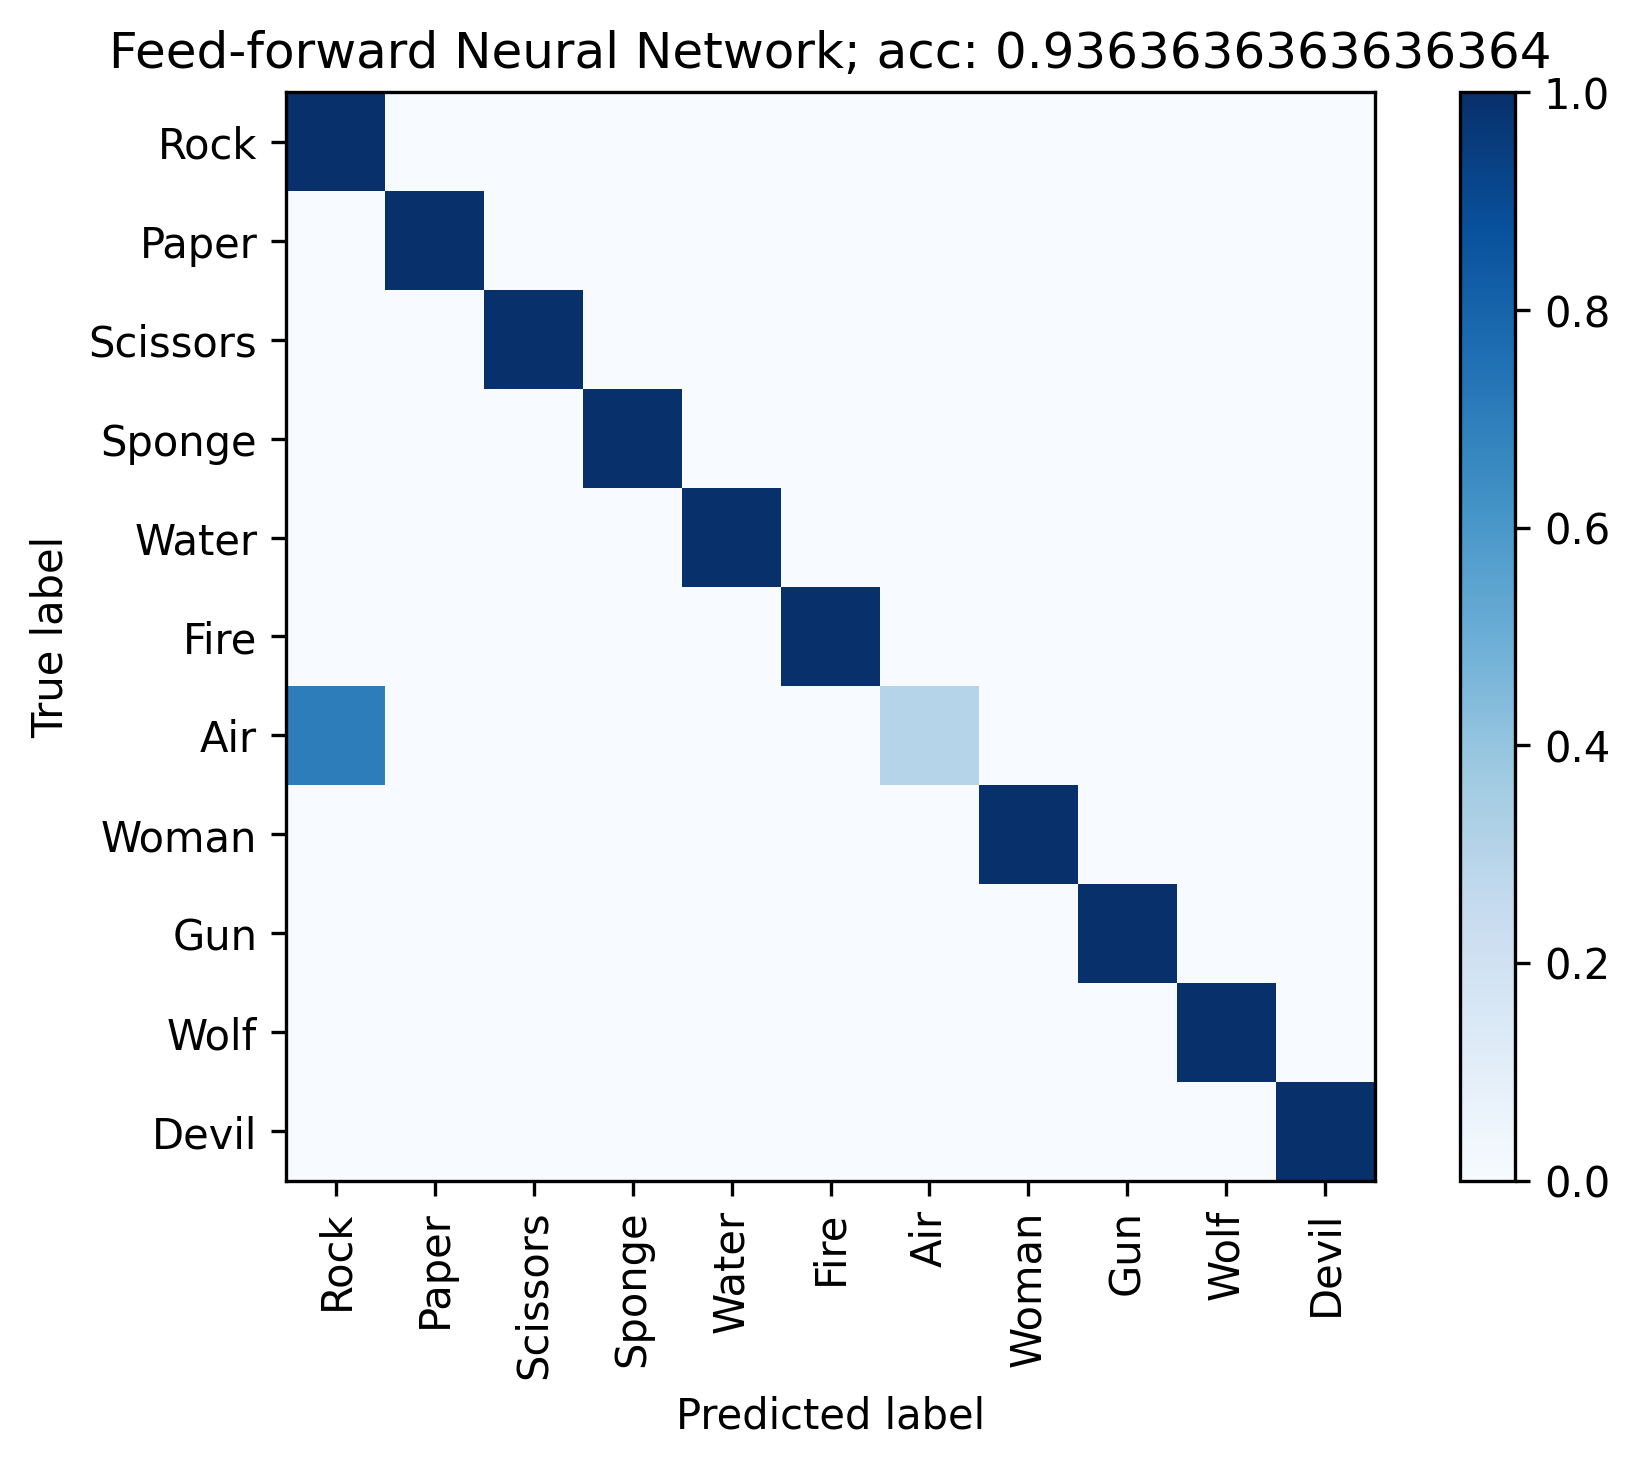 Feed-forward Neural Network; acc: 0.9363636363636364
Rock
Paper
Scissors
Sponge
Water
Fire
Air
Woman
Gun
Wolf
Devil
True label
Rock
Paper
Scissors
Sponge
Water
Fire
Air
Woman
Gun
Wolf
Devil
Predicted label
1.0
0.8
0.6
0.4
0.2
0.0